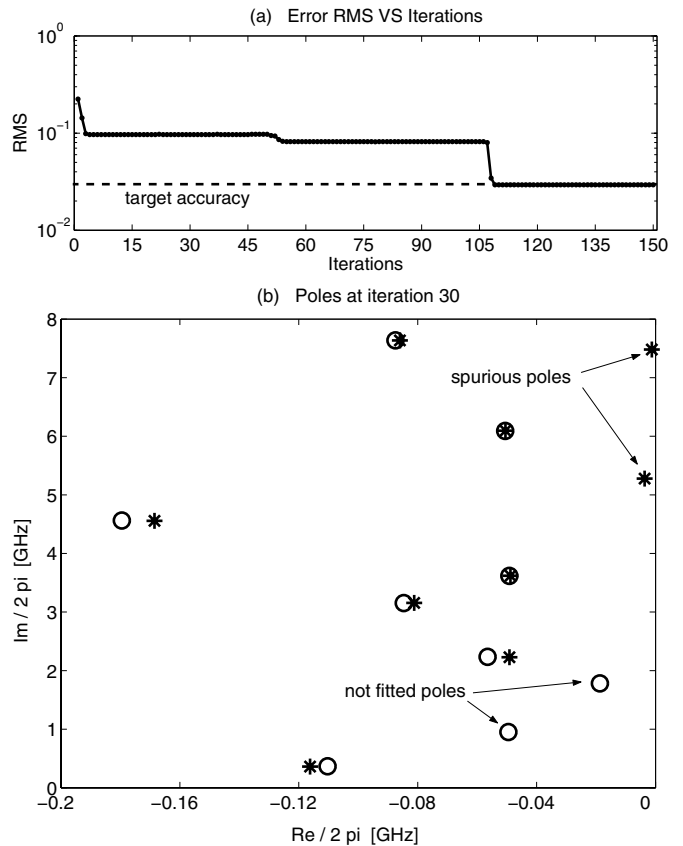 (a) Error RMS VS Iterations
10^0
10^-1
10^-2
RMS
target accuracy
0 15 30 45 60 75 90 105 120 135 150
Iterations
(b) Poles at iteration 30
8
7
6
5
4
3
2
1
0
Im / 2 pi [GHz]
spurious poles
not fitted poles
−0.2 −0.16 −0.12 −0.08 −0.04 0
Re / 2 pi [GHz]